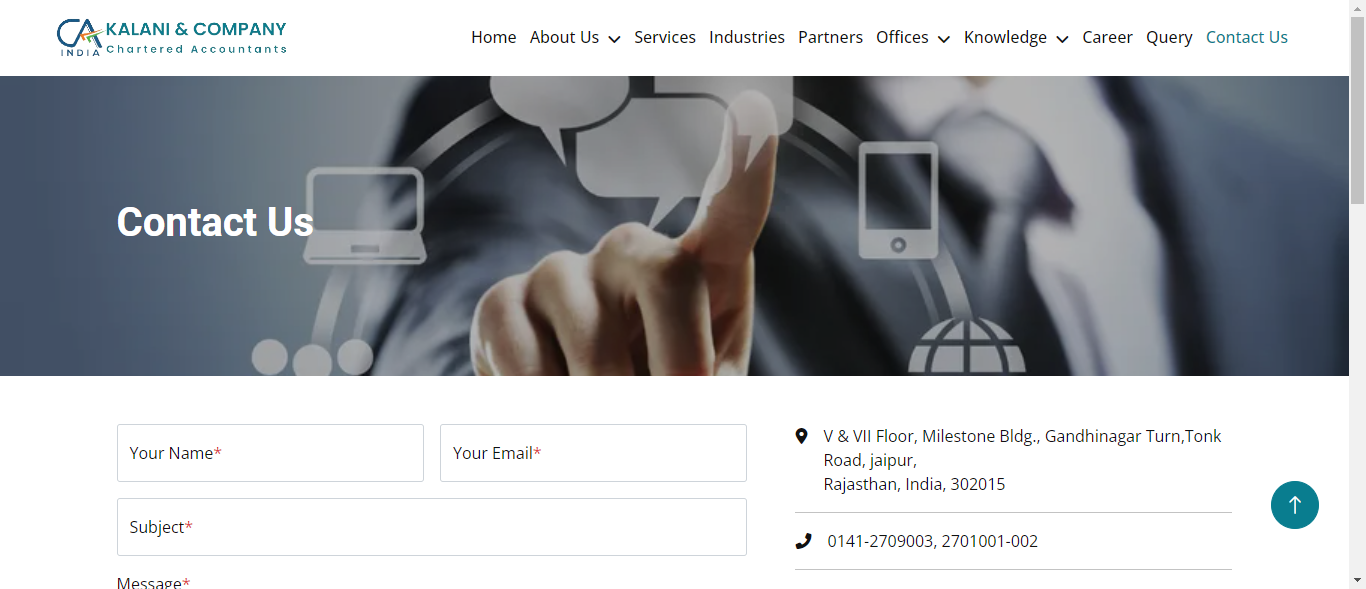 CA INDIA
KALANI & COMPANY
Chartered Accountants
Home About Us Services Industries Partners Offices Knowledge Career Query Contact Us
Contact Us
Your Name*
Your Email*
Subject*
Message*
V & VII Floor, Milestone Bldg., Gandhinagar Turn,Tonk
Road, jaipur,
Rajasthan, India, 302015
0141-2709003, 2701001-002